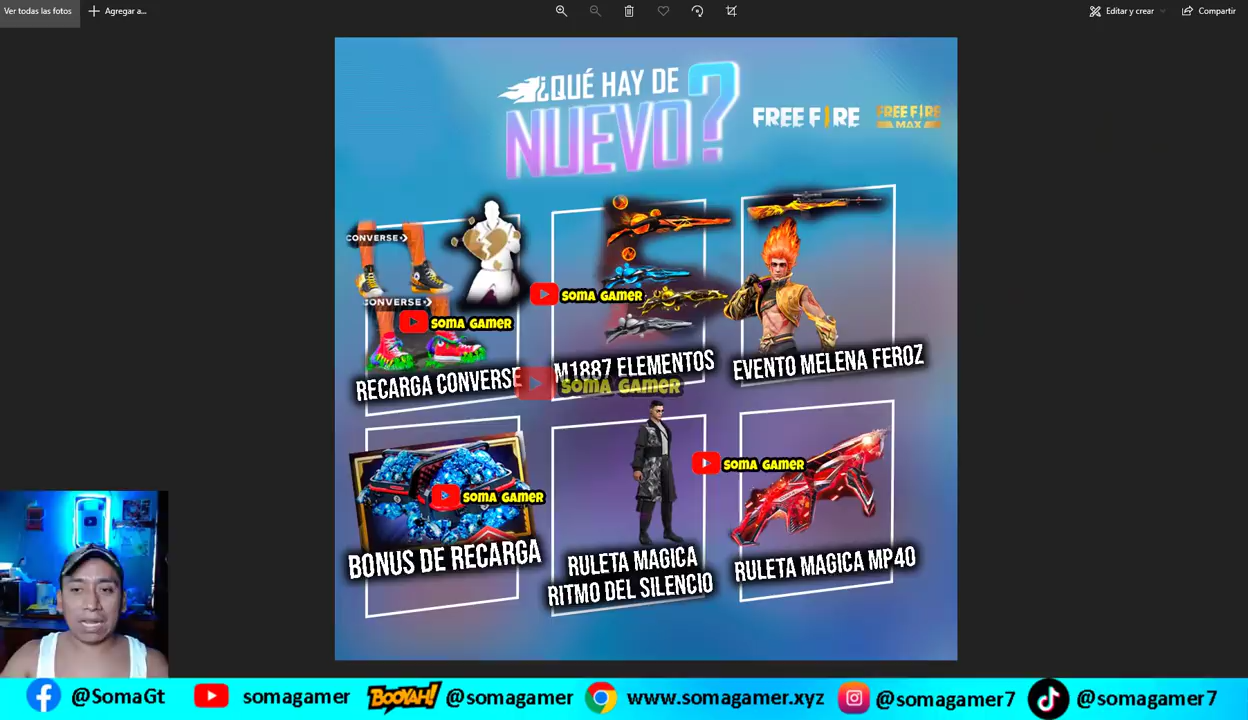 Ver todas las fotos
Agregar a...
Editar y crear
Compartir
¿QUÉ HAY DE
NUEVO?
FREE FIRE
FREE FIRE
MAX
CONVERSE
CONVERSE
SOMA GAMER
RECARGA CONVERSE
SOMA GAMER
M1887 ELEMENTOS
SOMA GAMER
EVENTO MELENA FEROZ
SOMA GAMER
BONUS DE RECARGA
RULETA MAGICA
RITMO DEL SILENCIO
SOMA GAMER
RULETA MAGICA MP40
@SomaGt
somagamer
BOOYAH!
@somagamer
www.somagamer.xyz
@somagamer7
@somagamer7